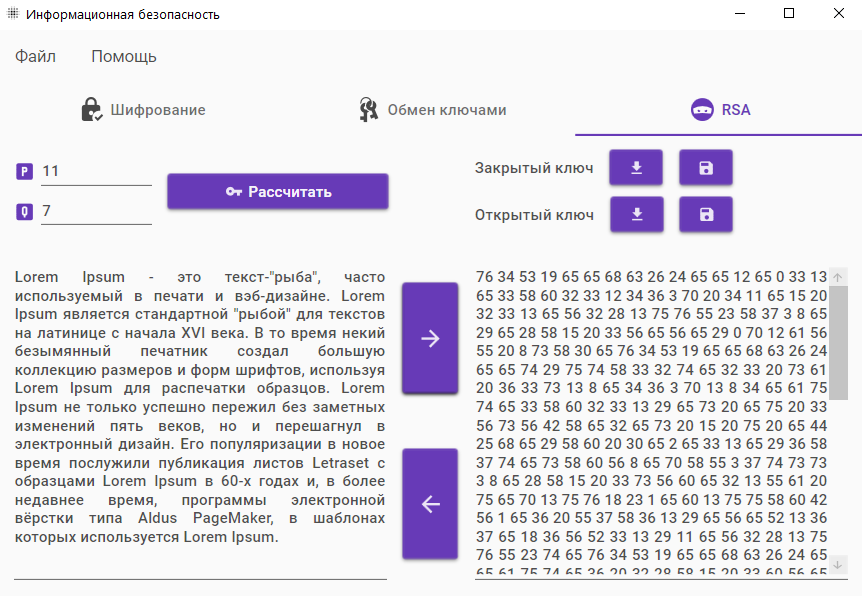 Информационная безопасность
Файл Помощь
Шифрование Обмен ключами RSA
P 11
Q 7
Рассчитать
Закрытый ключ
Открытый ключ
Lorem Ipsum - это текст-"рыба", часто
используемый в печати и вэб-дизайне. Lorem
Ipsum является стандартной "рыбой" для текстов
на латинице с начала XVI века. В то время некий
безымянный печатник создал большую
коллекцию размеров и форм шрифтов, используя
Lorem Ipsum для распечатки образцов. Lorem
Ipsum не только успешно пережил без заметных
изменений пять веков, но и перешагнул в
электронный дизайн. Его популяризации в новое
время послужили публикация листов Letraset с
образцами Lorem Ipsum в 60-х годах и, в более
недавнее время, программы электронной
вёрстки типа Aldus PageMaker, в шаблонах
которых используется Lorem Ipsum.
76 34 53 19 65 65 68 63 26 24 65 65 12 65 0 33 13
65 33 58 60 32 33 12 34 36 3 70 20 34 11 65 15 20
32 33 13 65 56 32 28 13 75 76 55 23 58 37 3 8 65
29 65 28 58 15 20 33 56 65 56 65 29 0 70 12 61 56
55 20 8 73 58 30 65 76 34 53 19 65 65 68 63 26 24
65 65 74 29 75 74 58 33 32 74 65 32 33 20 73 61
20 36 33 73 13 8 65 34 36 3 70 13 8 34 65 61 75
74 65 33 58 60 32 33 13 29 65 73 20 65 75 20 33
56 73 56 42 58 65 32 65 73 20 15 20 75 20 65 44
25 68 65 29 58 60 20 30 65 2 65 33 13 65 29 36 58
37 74 65 73 58 60 56 8 65 70 58 55 3 37 74 73 73
3 8 65 28 58 15 20 33 73 56 60 65 32 13 55 61 20
75 65 70 13 75 76 18 23 1 65 60 13 75 75 58 60 42
56 1 65 36 20 55 37 58 36 13 29 65 56 65 52 13 36
37 65 18 36 56 52 33 13 29 11 65 56 32 28 13 75
76 55 23 74 65 76 34 53 19 65 65 68 63 26 24 65
65 61 75 74 65 36 20 32 28 58 15 20 33 60 56 65